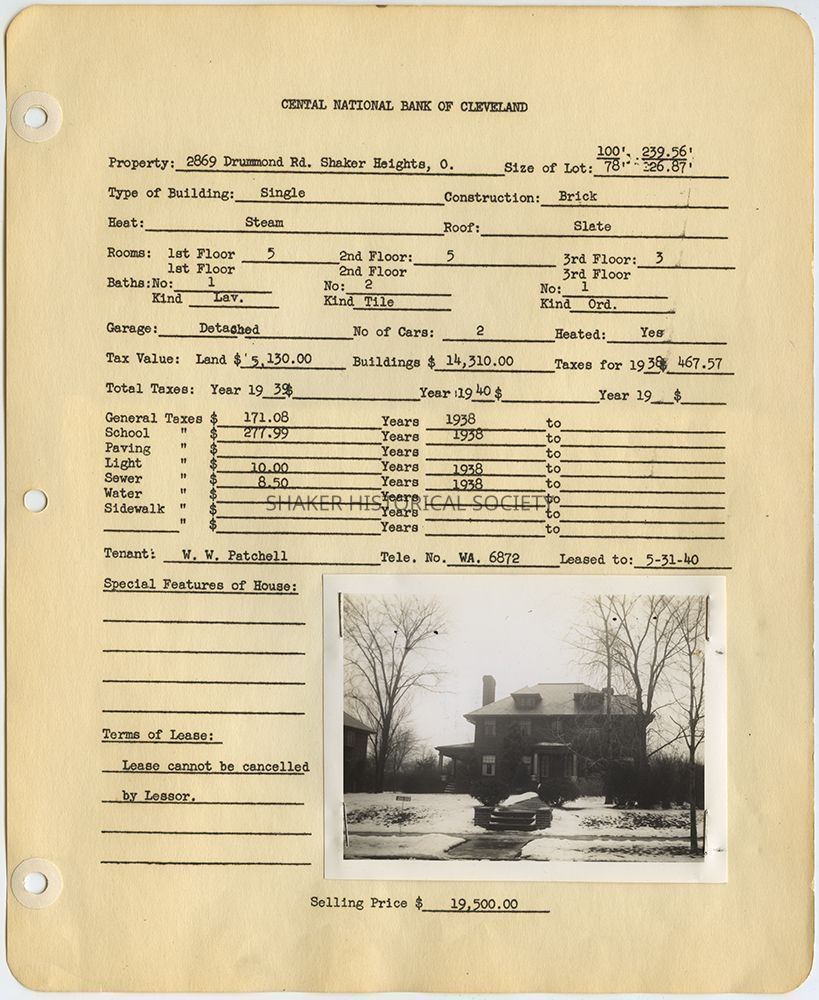 CENTAL NATIONAL BANK OF CLEVELAND
Property: 2869 Drummond Rd. Shaker Heights, O. Size of Lot: 100' 239.56'
78' 226.87'
Type of Building: Single Construction: Brick
Heat: Steam Roof: Slate
Rooms: 1st Floor 5 2nd Floor: 5 3rd Floor: 3
1st Floor 2nd Floor 3rd Floor
Baths:No: 1 No: 2 No: 1
Kind Lav. Kind Tile Kind Ord.
Garage: Detached No of Cars: 2 Heated: Yes
Tax Value: Land $ 5,130.00 Buildings $ 14,310.00 Taxes for 1938 $ 467.57
Total Taxes: Year 19 39 $ Year 19 40 $ Year 19 $
General Taxes $ 171.08 Years 1938 to
School " $ 277.99 Years 1938 to
Paving " $ Years to
Light " $ 10.00 Years 1938 to
Sewer " $ 8.50 Years 1938 to
Water " $ Years to
SHAKER HISTORICAL SOCIETY
Sidewalk " $ Years to
" $ Years to
Tenant: W. W. Patchell Tele. No. WA. 6872 Leased to: 5-31-40
Special Features of House:
Terms of Lease:
Lease cannot be cancelled
by Lessor.
Selling Price $ 19,500.00